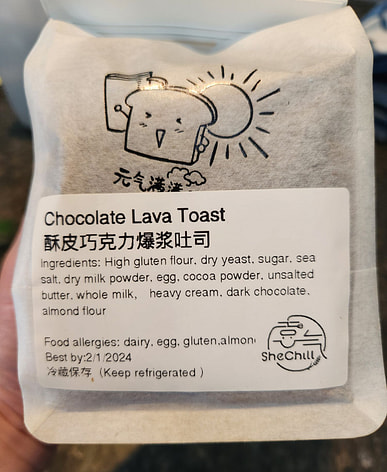 元气满满
Chocolate Lava Toast
酥皮巧克力爆浆吐司
Ingredients: High gluten flour, dry yeast, sugar, sea
salt, dry milk powder, egg, cocoa powder, unsalted
butter, whole milk, heavy cream, dark chocolate,
almond flour
Food allergies: dairy, egg, gluten,almon
Best by:2/1/2024
冷藏保存（Keep refrigerated ）
SheChill